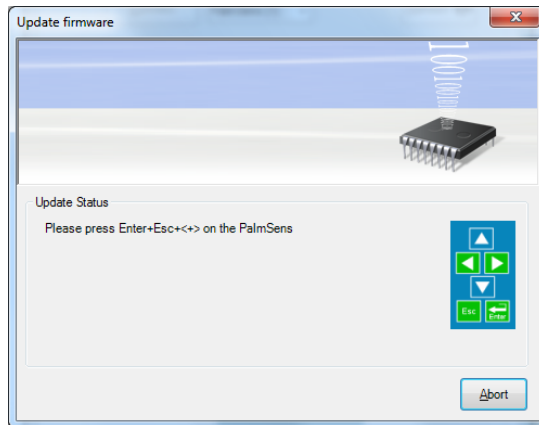 Update firmware
Update Status
Please press Enter+Esc+<+> on the PalmSens
Esc
Enter
Abort